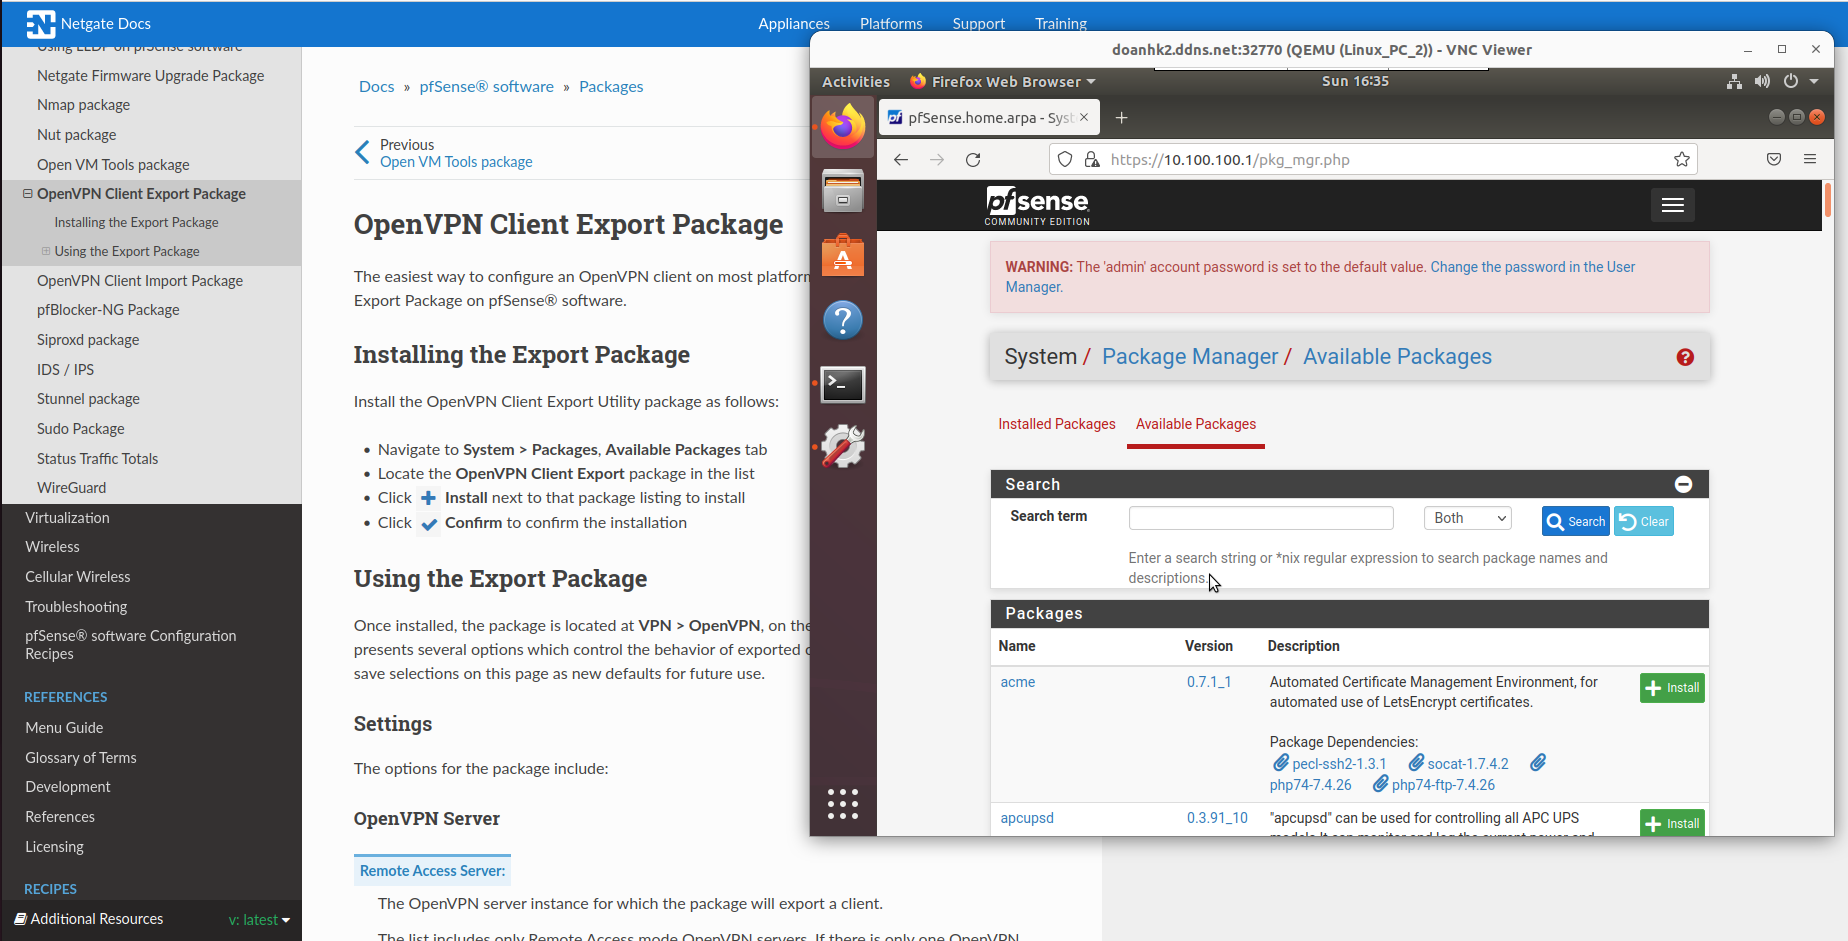 Netgate Docs
Appliances
Platforms
Support
Training
Using LLDP on pfSense software
Netgate Firmware Upgrade Package
Nmap package
Nut package
Open VM Tools package
OpenVPN Client Export Package
Installing the Export Package
Using the Export Package
OpenVPN Client Import Package
pfBlocker-NG Package
Siproxd package
IDS / IPS
Stunnel package
Sudo Package
Status Traffic Totals
WireGuard
Virtualization
Wireless
Cellular Wireless
Troubleshooting
pfSense® software Configuration
Recipes
REFERENCES
Menu Guide
Glossary of Terms
Development
References
Licensing
RECIPES
Additional Resources
v: latest
Docs » pfSense® software » Packages
Previous
Open VM Tools package
OpenVPN Client Export Package
The easiest way to configure an OpenVPN client on most platfor
Export Package on pfSense® software.
Installing the Export Package
Install the OpenVPN Client Export Utility package as follows:
• Navigate to System > Packages, Available Packages tab
• Locate the OpenVPN Client Export package in the list
• Click Install next to that package listing to install
• Click Confirm to confirm the installation
Using the Export Package
Once installed, the package is located at VPN > OpenVPN, on the
presents several options which control the behavior of exported
save selections on this page as new defaults for future use.
Settings
The options for the package include:
OpenVPN Server
Remote Access Server:
The OpenVPN server instance for which the package will export a client.
The list includes only Remote Access mode OpenVPN servers. If there is only one OpenVPN
doanhk2.ddns.net:32770 (QEMU (Linux_PC_2)) - VNC Viewer
Activities
Firefox Web Browser
Sun 16:35
pfSense.home.arpa - Syst
https://10.100.100.1/pkg_mgr.php
pfsense
COMMUNITY EDITION
WARNING: The 'admin' account password is set to the default value. Change the password in the User
Manager.
System / Package Manager / Available Packages
Installed Packages
Available Packages
Search
Search term
Both
Search
Clear
Enter a search string or *nix regular expression to search package names and
descriptions.
Packages
Name
Version
Description
acme
0.7.1_1
Automated Certificate Management Environment, for
automated use of LetsEncrypt certificates.
Install
Package Dependencies:
pecl-ssh2-1.3.1
socat-1.7.4.2
php74-7.4.26
php74-ftp-7.4.26
apcupsd
0.3.91_10
"apcupsd" can be used for controlling all APC UPS
Install